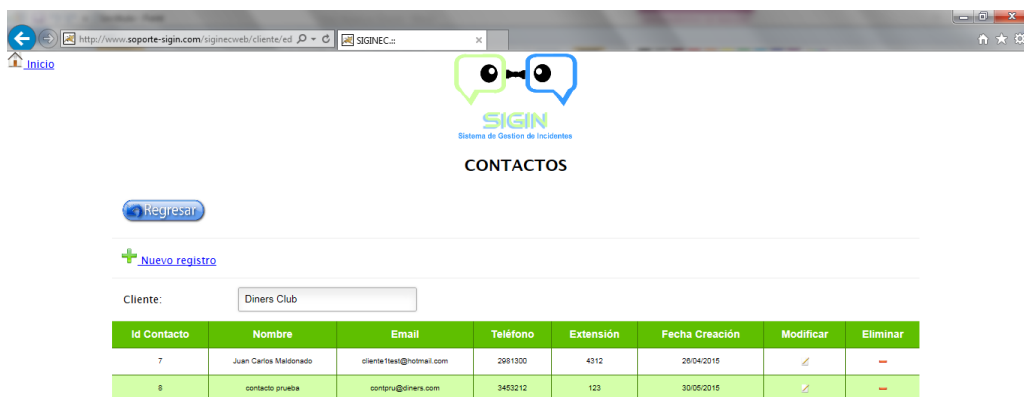 http://www.soporte-sigin.com/siginecweb/cliente/ed SIGINEC.::
Inicio
SIGIN
Sistema de Gestion de Incidentes
CONTACTOS
Regresar
Nuevo registro
Cliente: Diners Club
Id Contacto Nombre Email Teléfono Extensión Fecha Creación Modificar Eliminar
7 Juan Carlos Maldonado cliente1test@hotmail.com 2981300 4312 26/04/2015
8 contacto prueba contpru@diners.com 3453212 123 30/05/2015